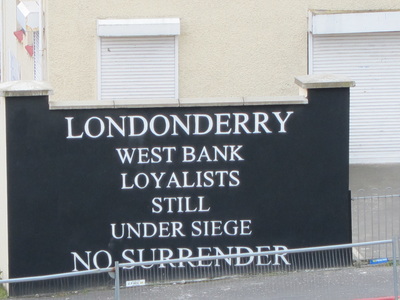 LONDONDERRY
WEST BANK
LOYALISTS
STILL
UNDER SIEGE
NO SURRENDER